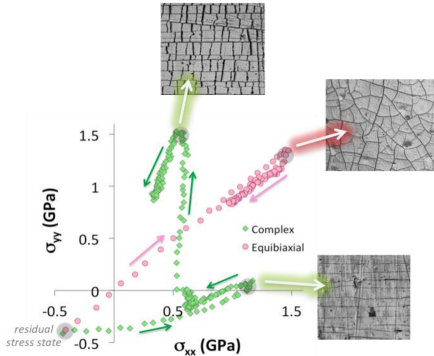 1.5
1
0.5
0
-0.5
σyy (GPa)
Complex
Equibiaxial
-0.5
0.5
1.5
residual
stress state
σxx (GPa)